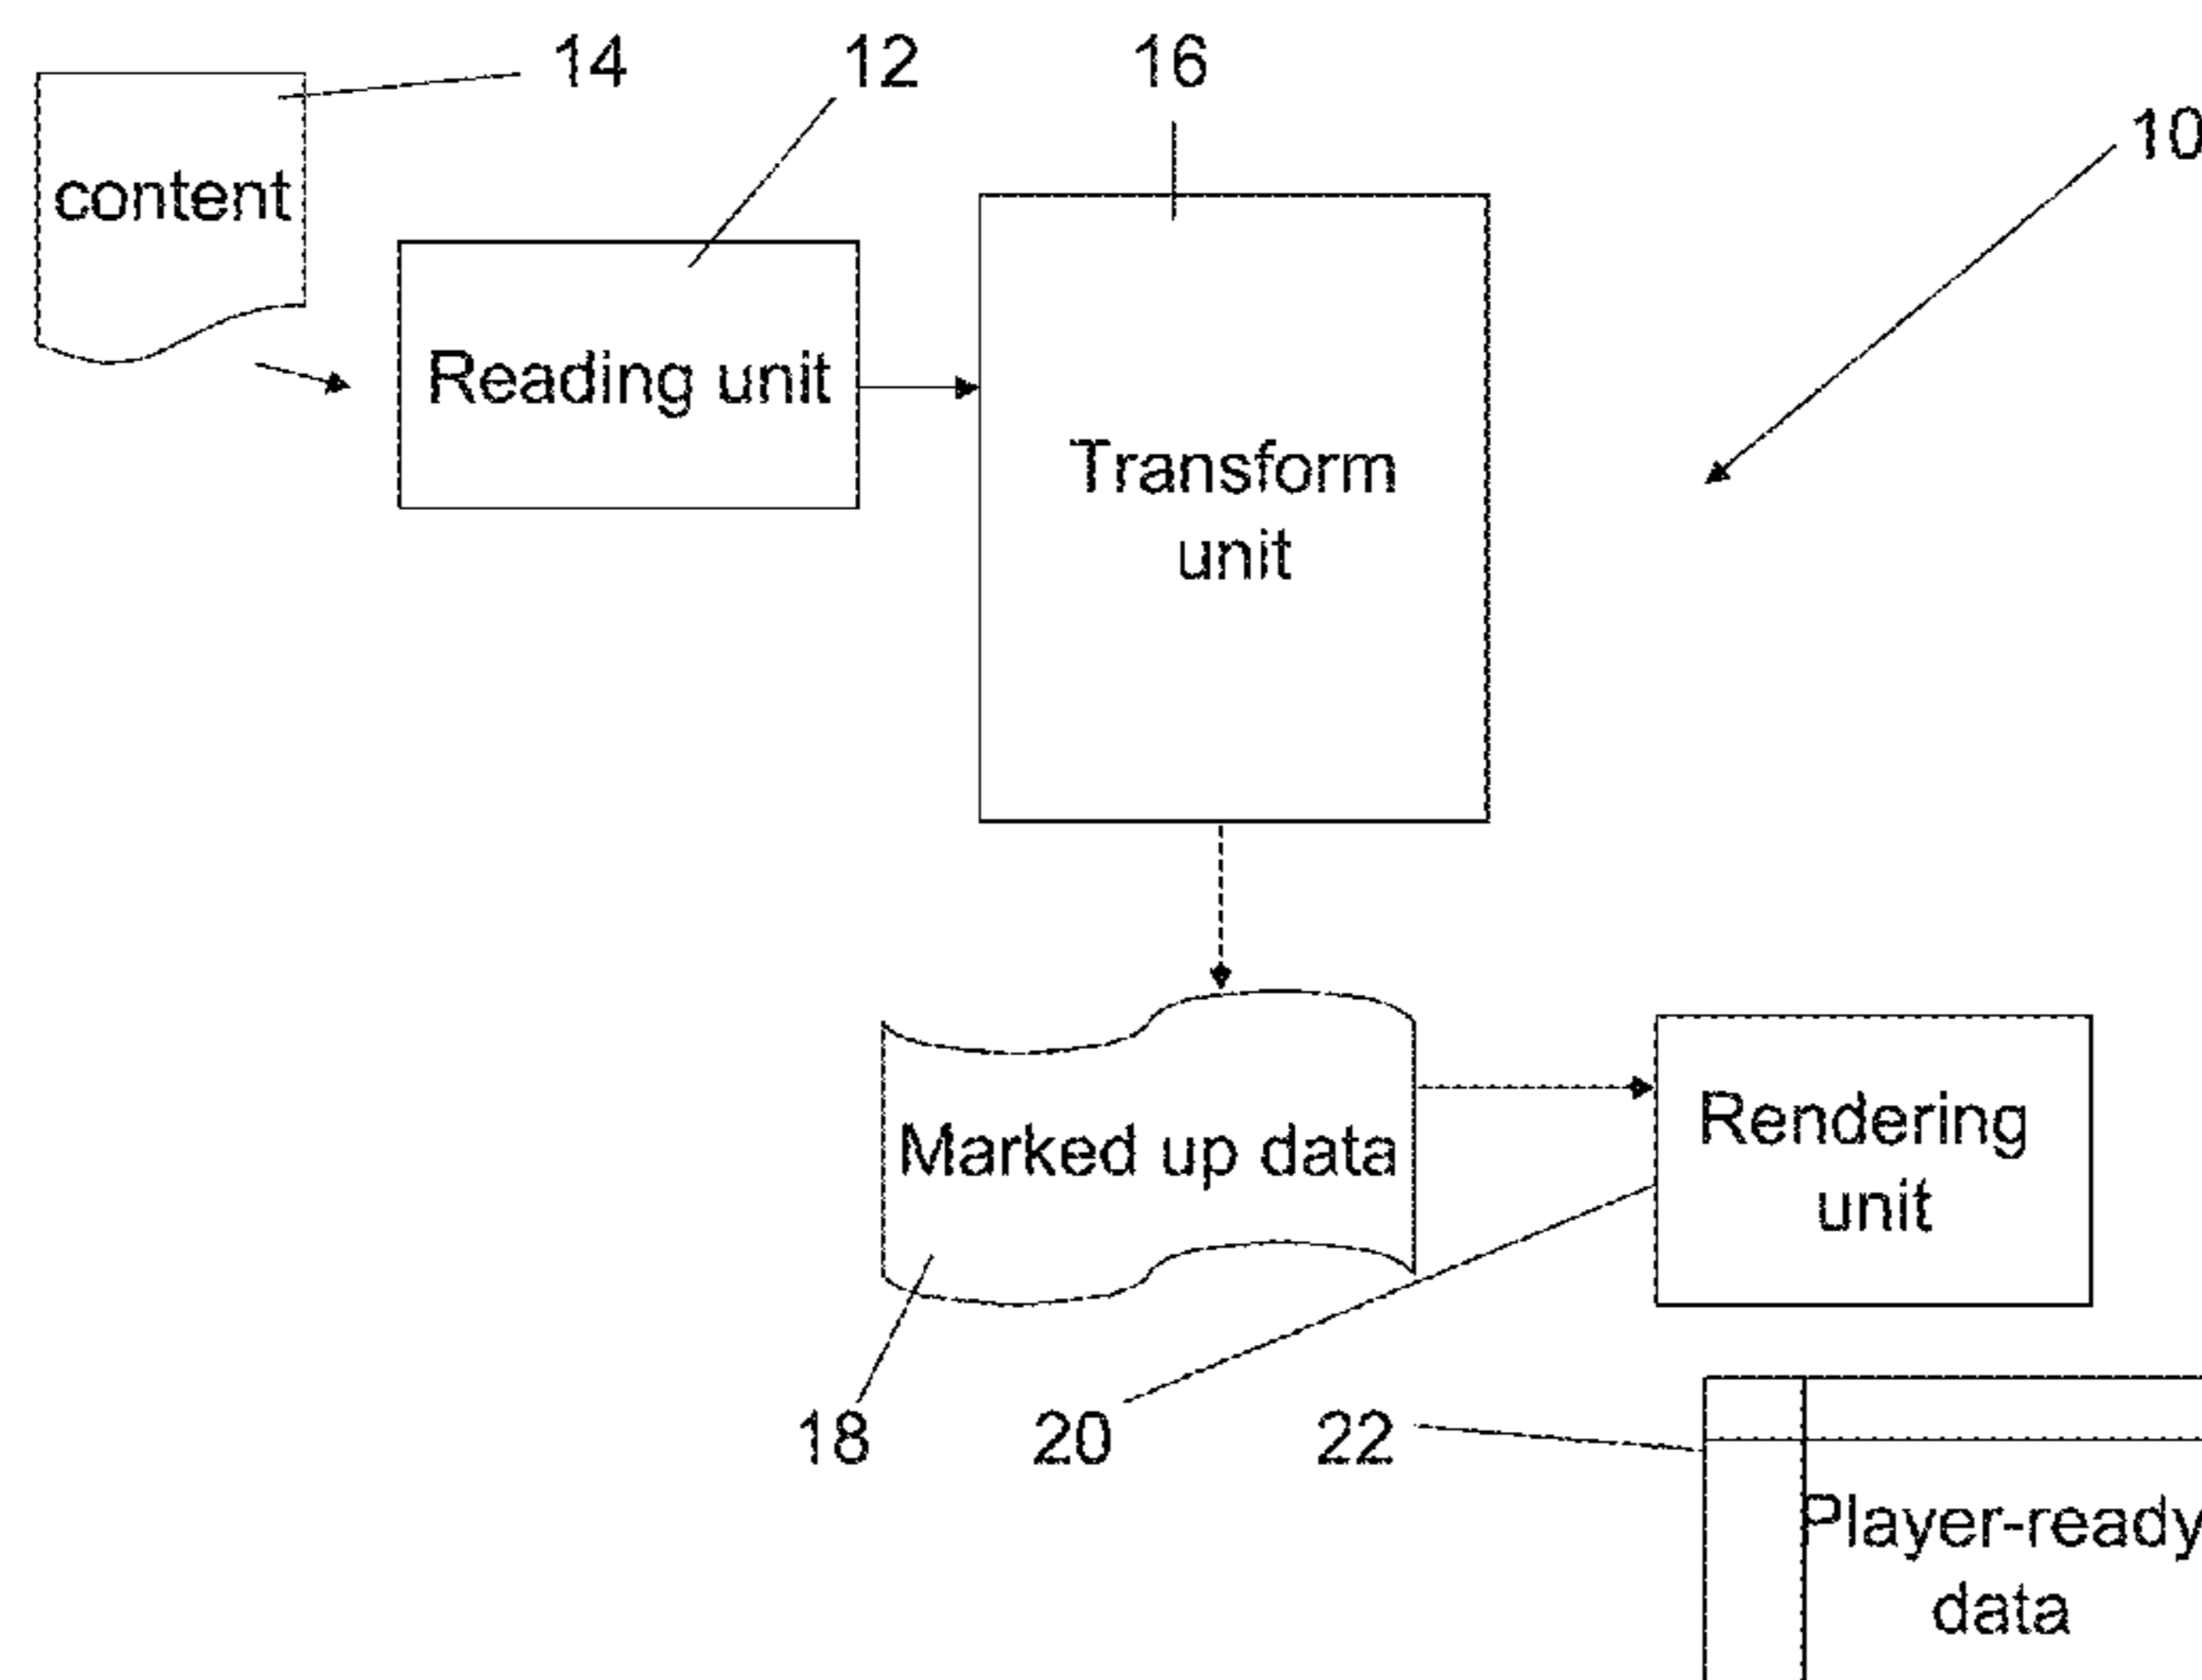 14
12
16
10
content
Reading unit
Transform
unit
Marked up data
Rendering
unit
18
20
22
Player-ready
data